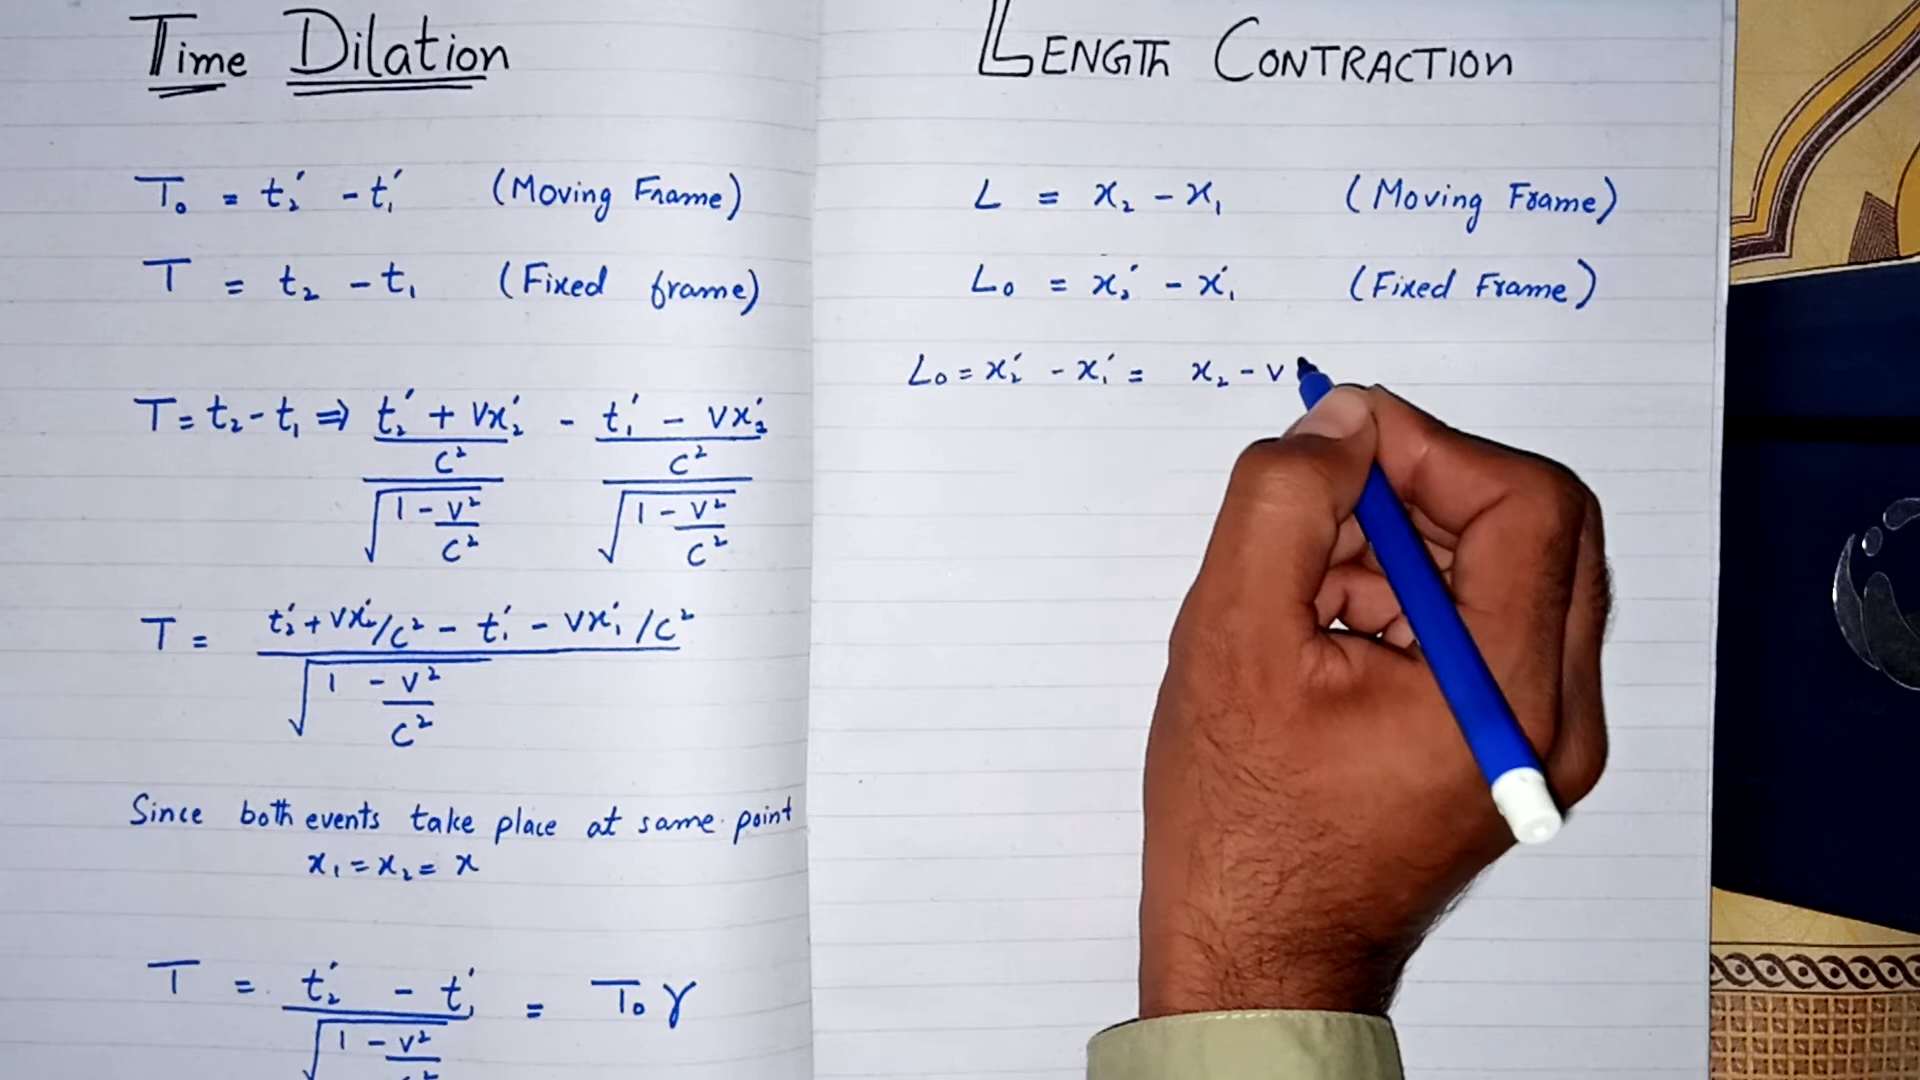 Time Dilation
T₀ = t₂′ - t₁′ (Moving Frame)
T = t₂ - t₁ (Fixed frame)
T = t₂ - t₁ ⇒ t₂′ + vx₂′ - t₁′ - vx₂′
c² c²
√1 - v² √1 - v²
c² c²
T = t₂′ + vx₂′/c² - t₁′ - vx₁′/c²
√1 - v²
c²
Since both events take place at same point
x₁ = x₂ = x
T = t₂′ - t₁′ = T₀ γ
√1 - v²
c²
LENGTH CONTRACTION
L = x₂ - x₁ (Moving Frame)
L₀ = x₂′ - x₁′ (Fixed Frame)
L₀ = x₂′ - x₁′ = x₂ - v